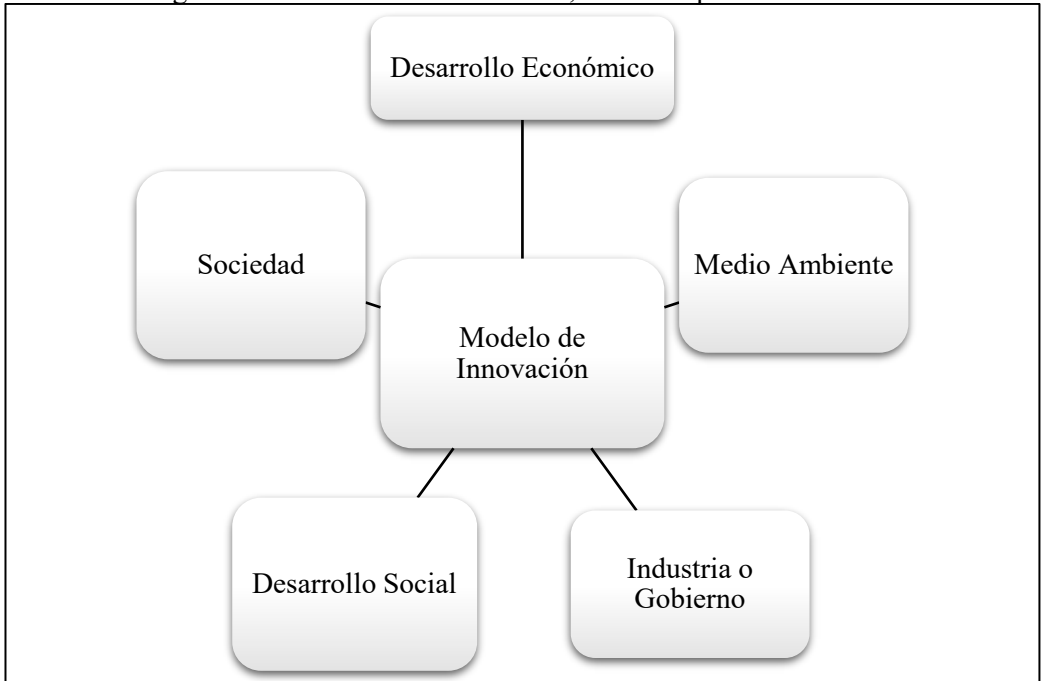 Desarrollo Económico
Sociedad
Medio Ambiente
Modelo de
Innovación
Desarrollo Social
Industria o
Gobierno